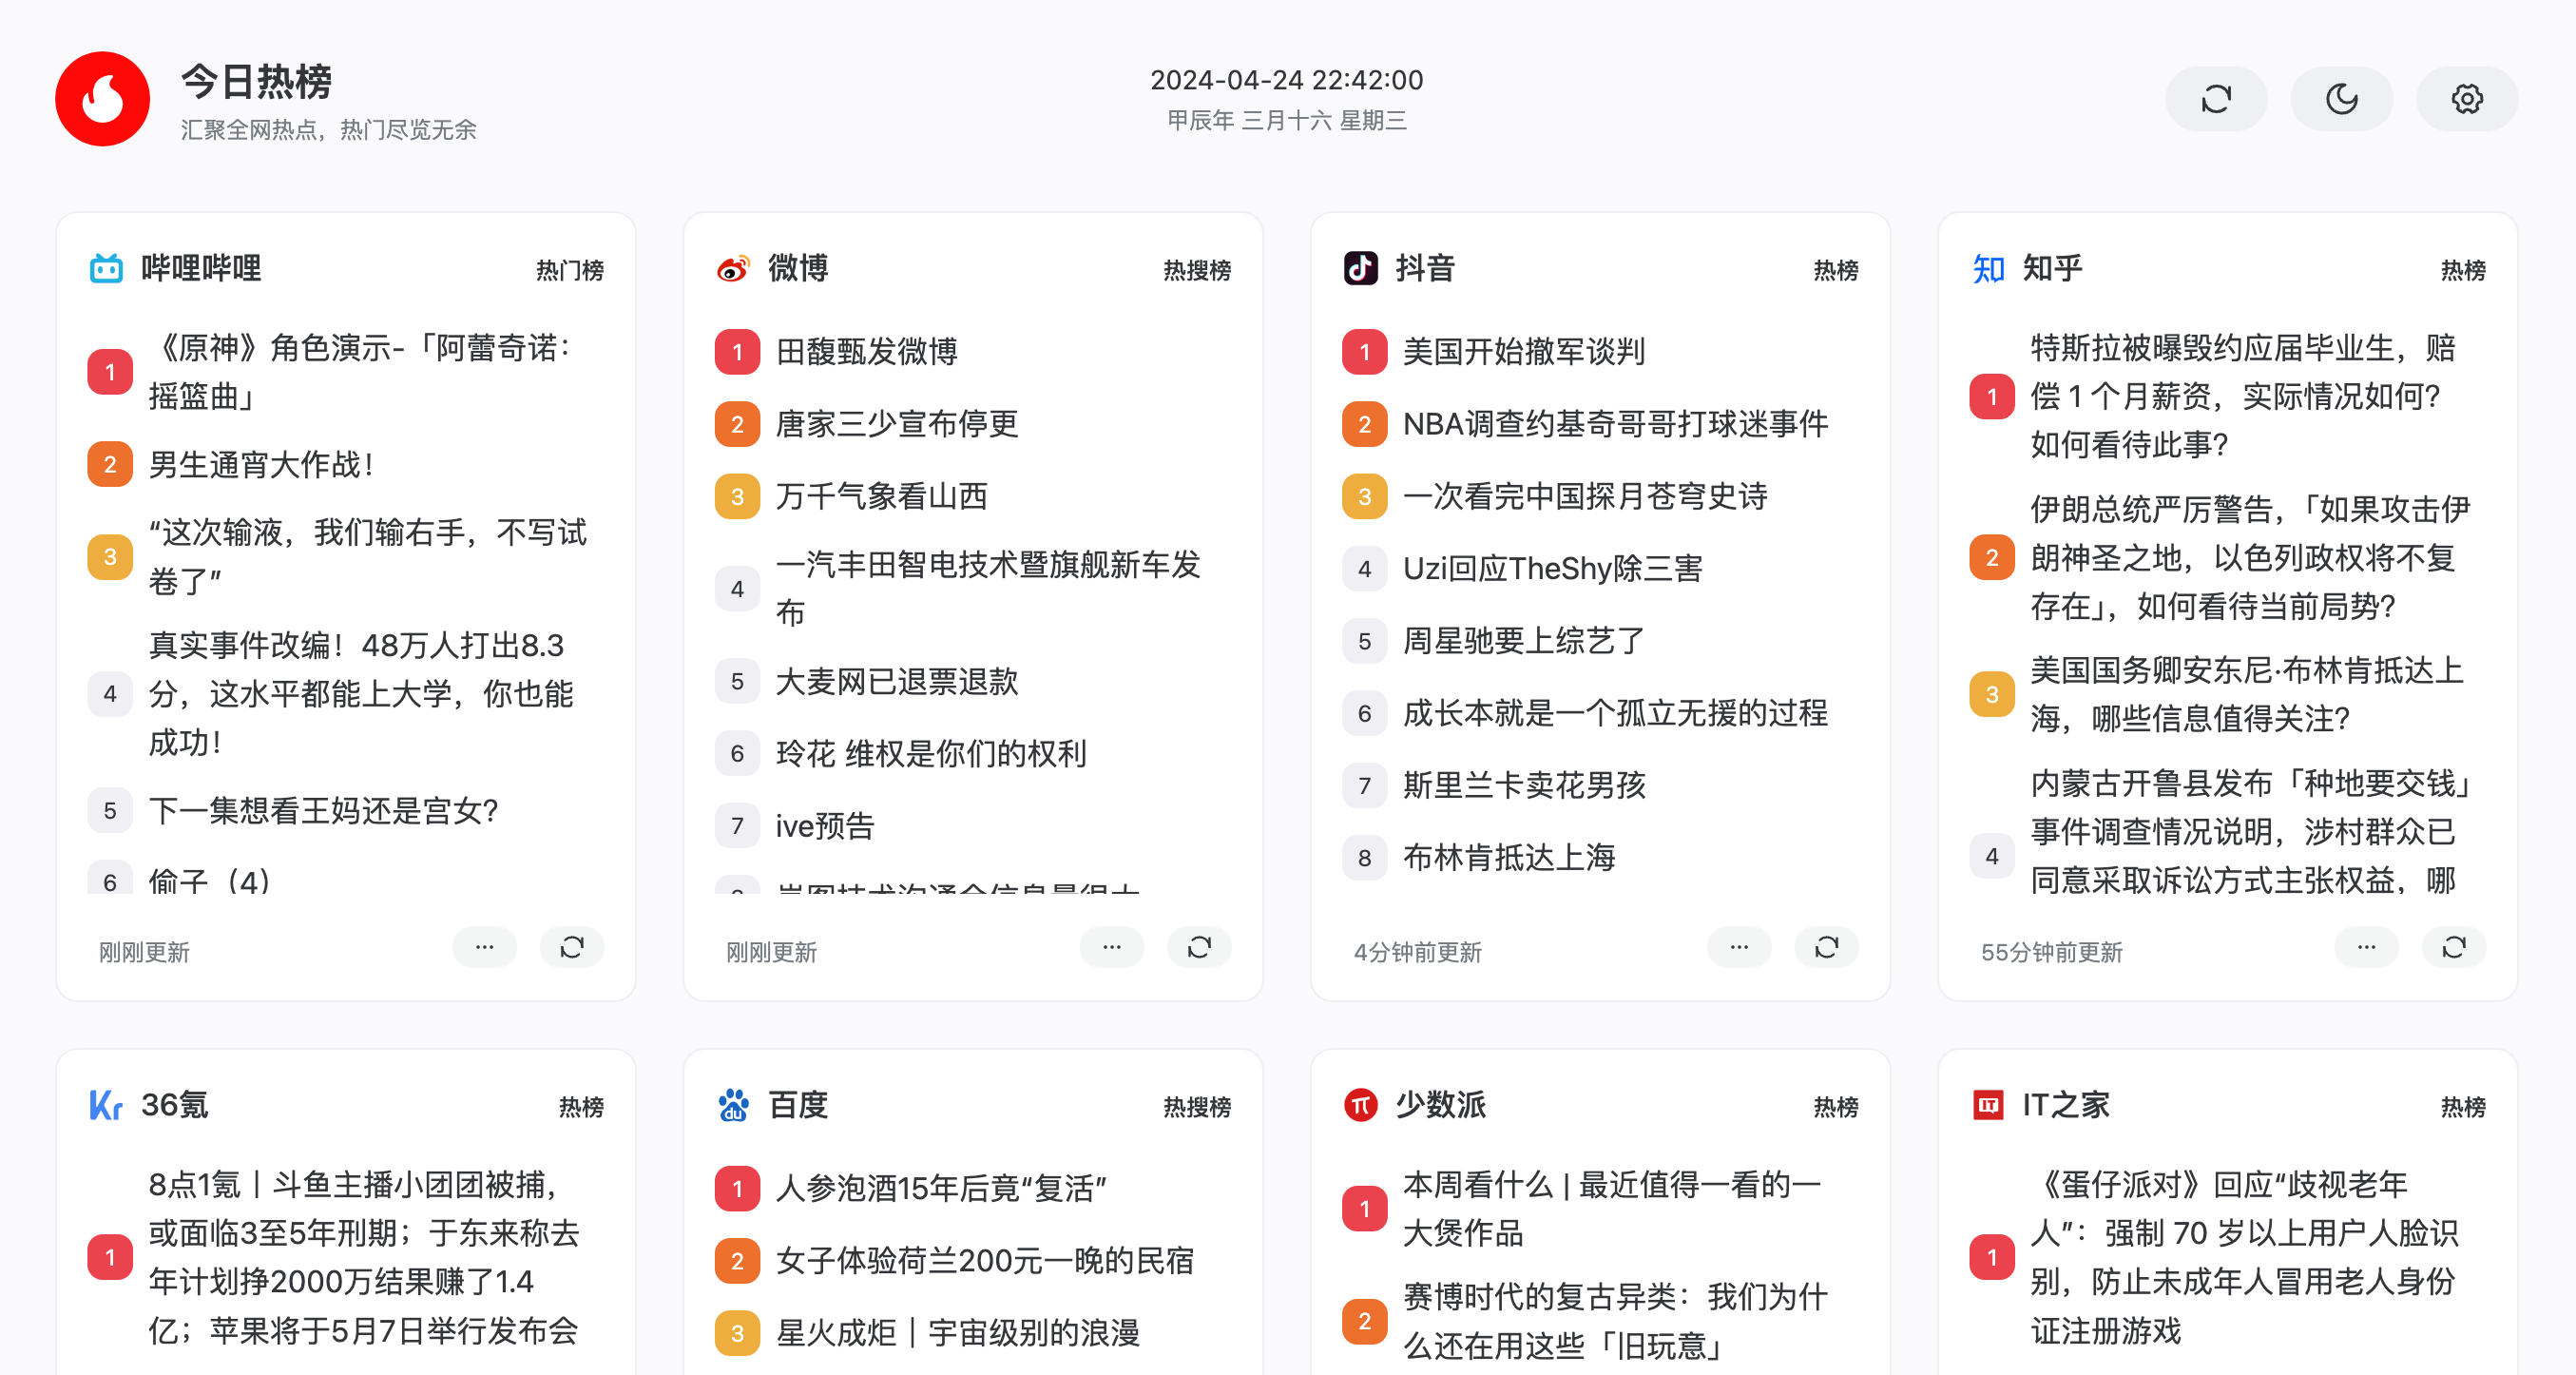 今日热榜
汇聚全网热点，热门尽览无余
2024-04-24 22:42:00
甲辰年 三月十六 星期三
哔哩哔哩
热门榜
1
《原神》角色演示-「阿蕾奇诺：
摇篮曲」
2
男生通宵大作战！
3
“这次输液，我们输右手，不写试
卷了”
4
真实事件改编！48万人打出8.3
分，这水平都能上大学，你也能
成功！
5
下一集想看王妈还是宫女?
6
偷子（4）
刚刚更新
微博
热搜榜
1
田馥甄发微博
2
唐家三少宣布停更
3
万千气象看山西
4
一汽丰田智电技术暨旗舰新车发
布
5
大麦网已退票退款
6
玲花 维权是你们的权利
7
ive预告
刚刚更新
抖音
热榜
1
美国开始撤军谈判
2
NBA调查约基奇哥哥打球迷事件
3
一次看完中国探月苍穹史诗
4
Uzi回应TheShy除三害
5
周星驰要上综艺了
6
成长本就是一个孤立无援的过程
7
斯里兰卡卖花男孩
8
布林肯抵达上海
4分钟前更新
知
知乎
热榜
1
特斯拉被曝毁约应届毕业生，赔
偿 1 个月薪资，实际情况如何？
如何看待此事？
2
伊朗总统严厉警告，「如果攻击伊
朗神圣之地，以色列政权将不复
存在」，如何看待当前局势？
3
美国国务卿安东尼·布林肯抵达上
海，哪些信息值得关注？
4
内蒙古开鲁县发布「种地要交钱」
事件调查情况说明，涉村群众已
同意采取诉讼方式主张权益，哪
55分钟前更新
Kr
36氪
热榜
1
8点1氪丨斗鱼主播小团团被捕，
或面临3至5年刑期；于东来称去
年计划挣2000万结果赚了1.4
亿；苹果将于5月7日举行发布会
du
百度
热搜榜
1
人参泡酒15年后竟“复活”
2
女子体验荷兰200元一晚的民宿
3
星火成炬｜宇宙级别的浪漫
π
少数派
热榜
1
本周看什么 | 最近值得一看的一
大煲作品
2
赛博时代的复古异类：我们为什
么还在用这些「旧玩意」
IT
IT之家
热榜
1
《蛋仔派对》回应“歧视老年
人”：强制 70 岁以上用户人脸识
别，防止未成年人冒用老人身份
证注册游戏